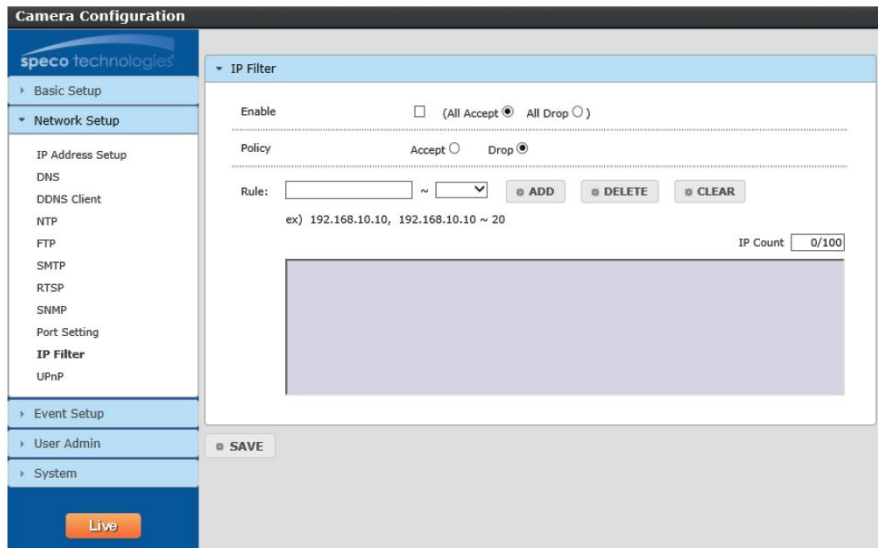 Camera Configuration
speco technologies
Basic Setup
Network Setup
IP Address Setup
DNS
DDNS Client
NTP
FTP
SMTP
RTSP
SNMP
Port Setting
IP Filter
UPnP
Event Setup
User Admin
System
Live
IP Filter
Enable (All Accept All Drop )
Policy Accept Drop
Rule: ~ ADD DELETE CLEAR
ex) 192.168.10.10, 192.168.10.10 ~ 20
IP Count 0/100
SAVE